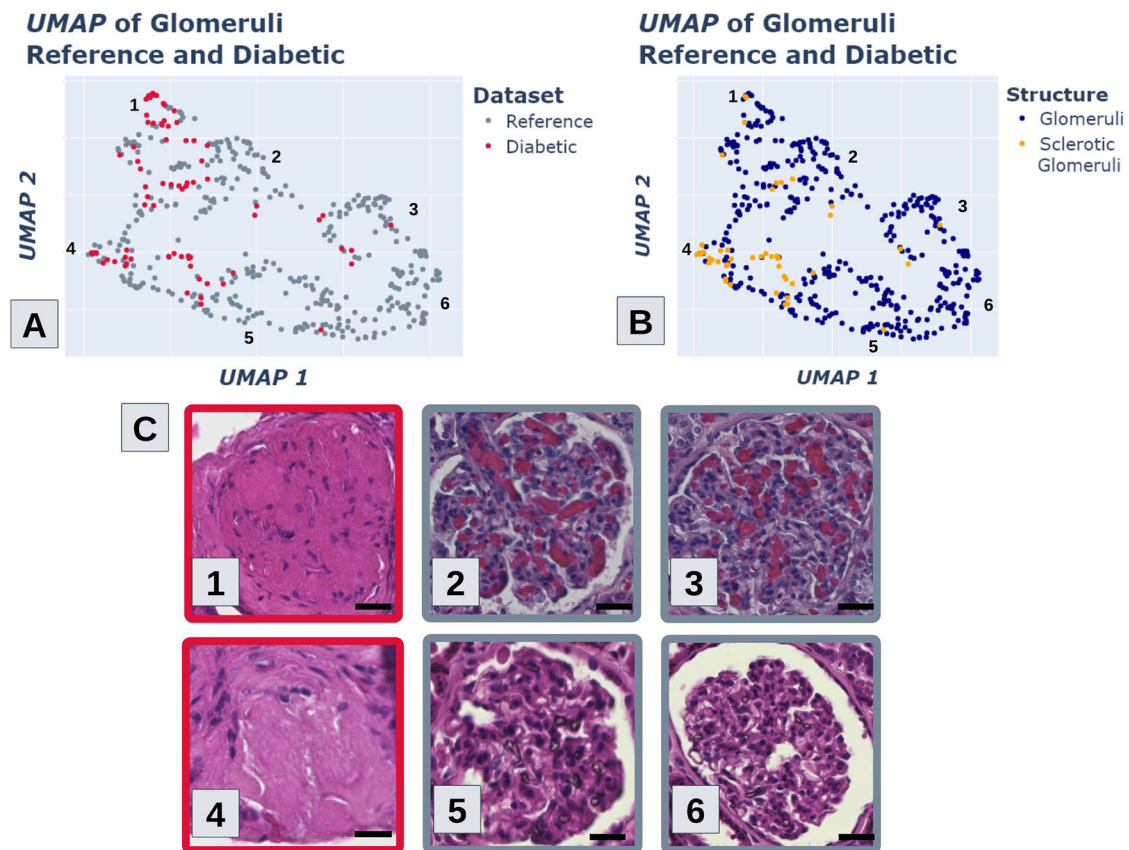 UMAP of Glomeruli
Reference and Diabetic
1
2
3
4
5
6
Dataset
Reference
Diabetic
UMAP 2
UMAP 1
A
UMAP of Glomeruli
Reference and Diabetic
1
2
3
4
5
6
Structure
Glomeruli
Sclerotic
Glomeruli
UMAP 2
UMAP 1
B
C
1
2
3
4
5
6